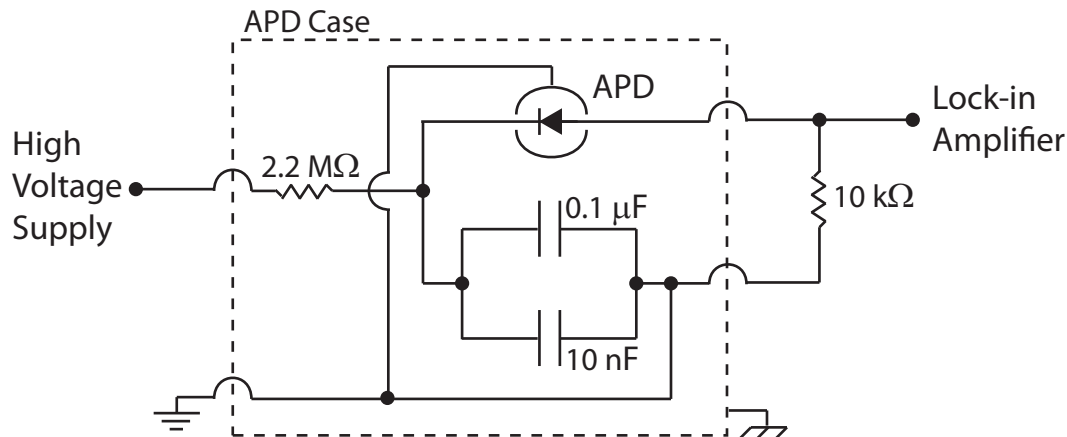 APD Case
APD
Lock-in
Amplifier
High
Voltage
Supply
2.2 MΩ
0.1 μF
10 kΩ
10 nF